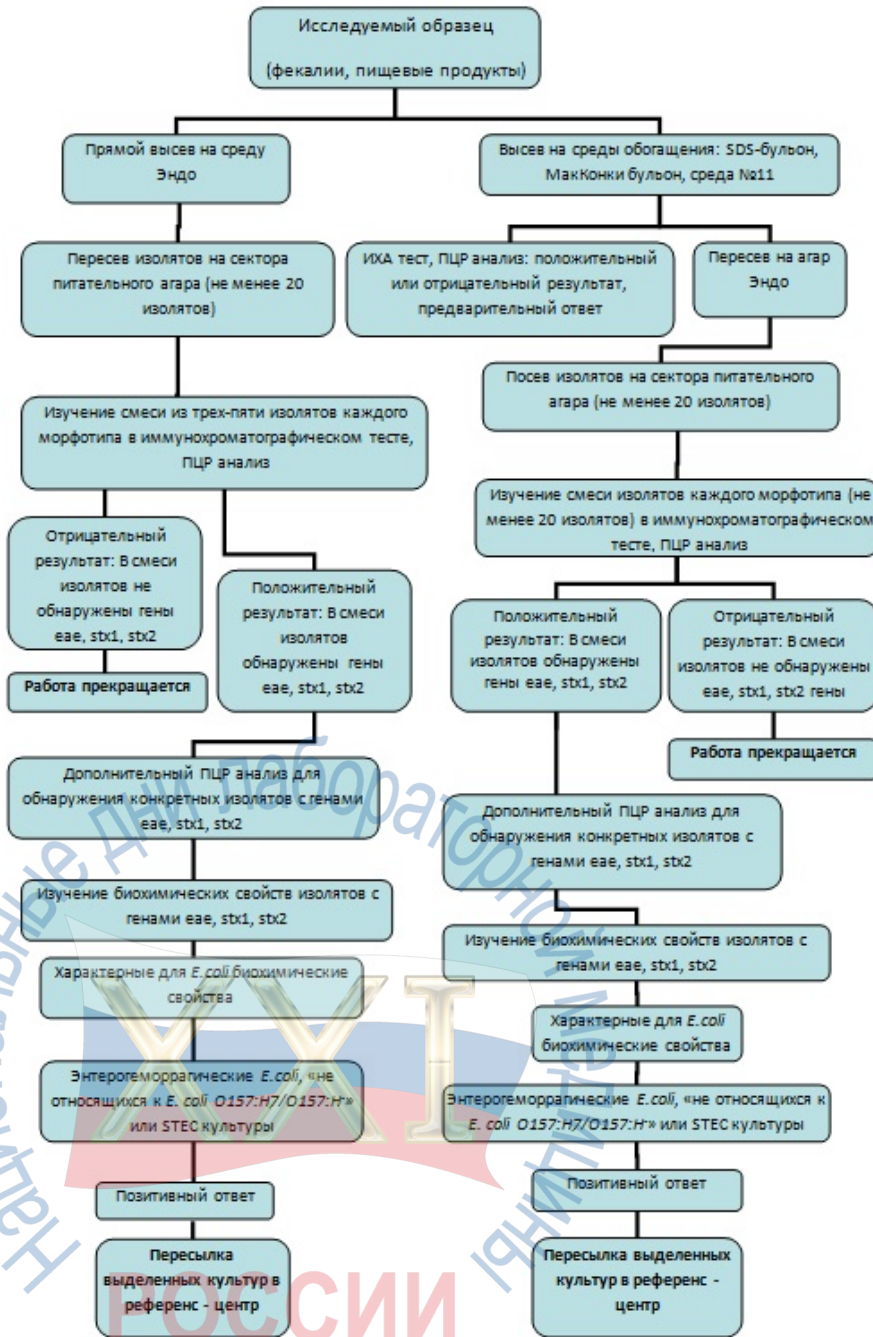 Исследуемый образец
(фекалии, пищевые продукты)
Прямой высев на среду
Эндо
Высев на среды обогащения: SDS-бульон,
МакКонки бульон, среда №11
Пересев изолятов на сектора
питательного агара (не менее 20
изолятов)
ИХА тест, ПЦР анализ: положительный
или отрицательный результат,
предварительный ответ
Пересев на агар
Эндо
Посев изолятов на сектора питательного
агара (не менее 20 изолятов)
Изучение смеси из трех-пяти изолятов каждого
морфотипа в иммунохроматографическом тесте,
ПЦР анализ
Изучение смеси изолятов каждого морфотипа (не
менее 20 изолятов) в иммунохроматографическом
тесте, ПЦР анализ
Отрицательный
результат: В смеси
изолятов не
обнаружены гены
eae, stx1, stx2
Положительный
результат: В смеси
изолятов
обнаружены гены
eae, stx1, stx2
Работа прекращается
Положительный
результат: В смеси
изолятов обнаружены
гены eae, stx1, stx2
Отрицательный
результат: В смеси
изолятов не обнаружены
eae, stx1, stx2 гены
Работа прекращается
Дополнительный ПЦР анализ для
обнаружения конкретных изолятов с генами
eae, stx1, stx2
Дополнительный ПЦР анализ для
обнаружения конкретных изолятов с
генами eae, stx1, stx2
Изучение биохимических свойств изолятов с
генами eae, stx1, stx2
Изучение биохимических свойств изолятов с
генами eae, stx1, stx2
Характерные для E.coli биохимические
свойства
Характерные для E.coli
биохимические свойства
Энтерогеморрагические E.coli, «не
относящихся к E. coli O157:H7/O157:H-»
или STEC культуры
Энтерогеморрагические E.coli, «не относящихся к
E. coli O157:H7/O157:H-» или STEC культуры
Позитивный ответ
Позитивный ответ
Пересылка
выделенных культур в
референс - центр
Пересылка выделенных
культур в референс -
центр
Национальные дни лабораторной медицины
XXI
РОССИИ